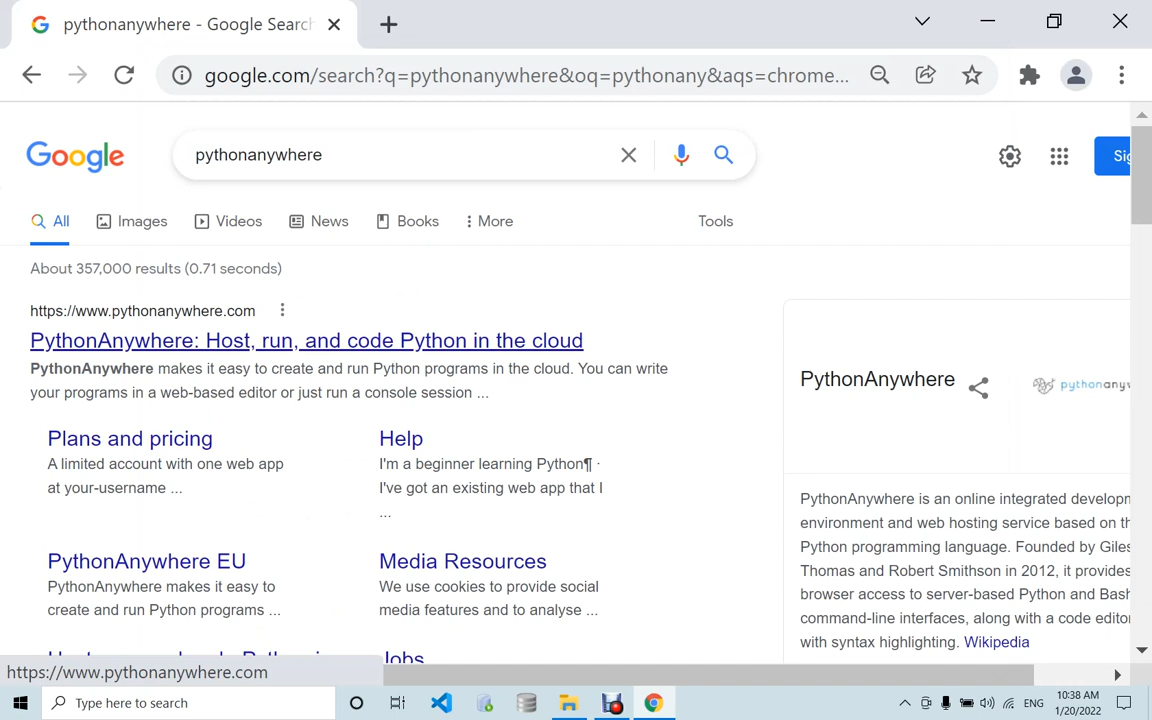 pythonanywhere - Google Search
google.com/search?q=pythonanywhere&oq=pythonany&aqs=chrome...
Google
pythonanywhere
Sig
All
Images
Videos
News
Books
More
Tools
About 357,000 results (0.71 seconds)
https://www.pythonanywhere.com
PythonAnywhere: Host, run, and code Python in the cloud
PythonAnywhere makes it easy to create and run Python programs in the cloud. You can write
your programs in a web-based editor or just run a console session ...
Plans and pricing
A limited account with one web app
at your-username ...
Help
I'm a beginner learning Python¶ ·
I've got an existing web app that I
...
PythonAnywhere EU
PythonAnywhere makes it easy to
create and run Python programs ...
Media Resources
We use cookies to provide social
media features and to analyse ...
Jobs
PythonAnywhere
pythonanyw
PythonAnywhere is an online integrated developm
environment and web hosting service based on th
Python programming language. Founded by Giles
Thomas and Robert Smithson in 2012, it provides
browser access to server-based Python and Bash
command-line interfaces, along with a code editor
with syntax highlighting. Wikipedia
https://www.pythonanywhere.com
Type here to search
ENG
10:38 AM
1/20/2022